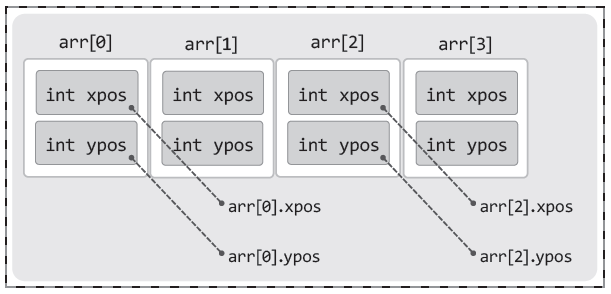 arr[0] arr[1] arr[2] arr[3]
int xpos int xpos int xpos int xpos
int ypos int ypos int ypos int ypos
arr[0].xpos arr[2].xpos
arr[0].ypos arr[2].ypos